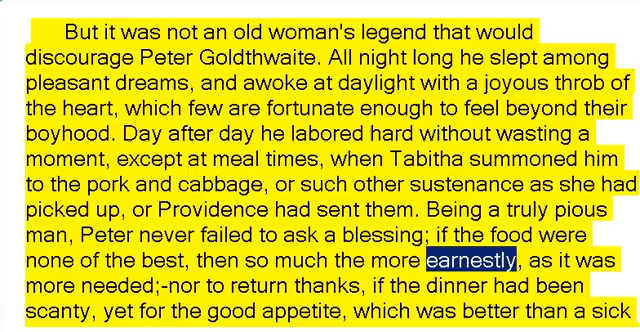 But it was not an old woman's legend that would
discourage Peter Goldthwaite. All night long he slept among
pleasant dreams, and awoke at daylight with a joyous throb of
the heart, which few are fortunate enough to feel beyond their
boyhood. Day after day he labored hard without wasting a
moment, except at meal times, when Tabitha summoned him
to the pork and cabbage, or such other sustenance as she had
picked up, or Providence had sent them. Being a truly pious
man, Peter never failed to ask a blessing; if the food were
none of the best, then so much the more earnestly, as it was
more needed;-nor to return thanks, if the dinner had been
scanty, yet for the good appetite, which was better than a sick